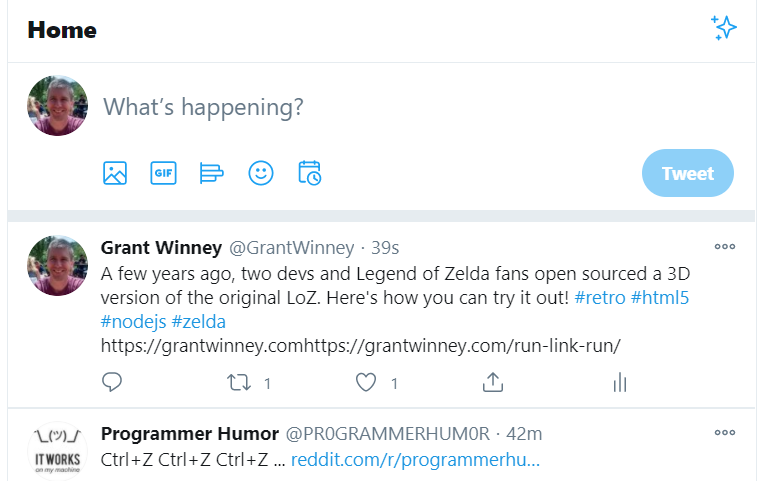 Home
What's happening?
GIF
Tweet
Grant Winney @GrantWinney · 39s
A few years ago, two devs and Legend of Zelda fans open sourced a 3D
version of the original LoZ. Here's how you can try it out! #retro #html5
#nodejs #zelda
https://grantwinney.comhttps://grantwinney.com/run-link-run/
1
1
Programmer Humor @PR0GRAMMERHUM0R · 42m
¯\_(ツ)_/¯
IT WORKS
on my machine
Ctrl+Z Ctrl+Z Ctrl+Z ... reddit.com/r/programmerhu...